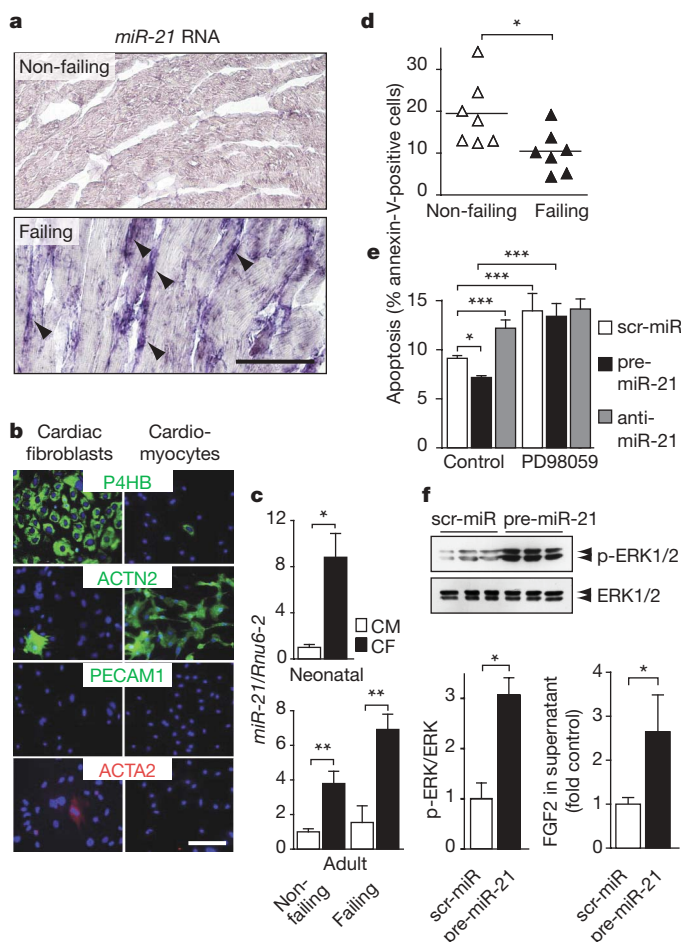 a
miR-21 RNA
Non-failing
Failing
b
Cardiac fibroblasts
Cardio-myocytes
P4HB
ACTN2
PECAM1
ACTA2
c
miR-21/Rnu6-2
12
8
4
0
*
CM
CF
Neonatal
8
6
4
2
0
**
**
Adult
Non-failing
Failing
d
Apoptosis (% annexin-V-positive cells)
30
20
10
0
*
Non-failing
Failing
e
15
10
5
0
***
***
***
*
scr-miR
pre-miR-21
anti-miR-21
Control
PD98059
f
scr-miR
pre-miR-21
p-ERK1/2
ERK1/2
p-ERK/ERK
3
2
1
0
*
scr-miR
pre-miR-21
FGF2 in supernatant
(fold control)
4
3
2
1
0
*
scr-miR
pre-miR-21